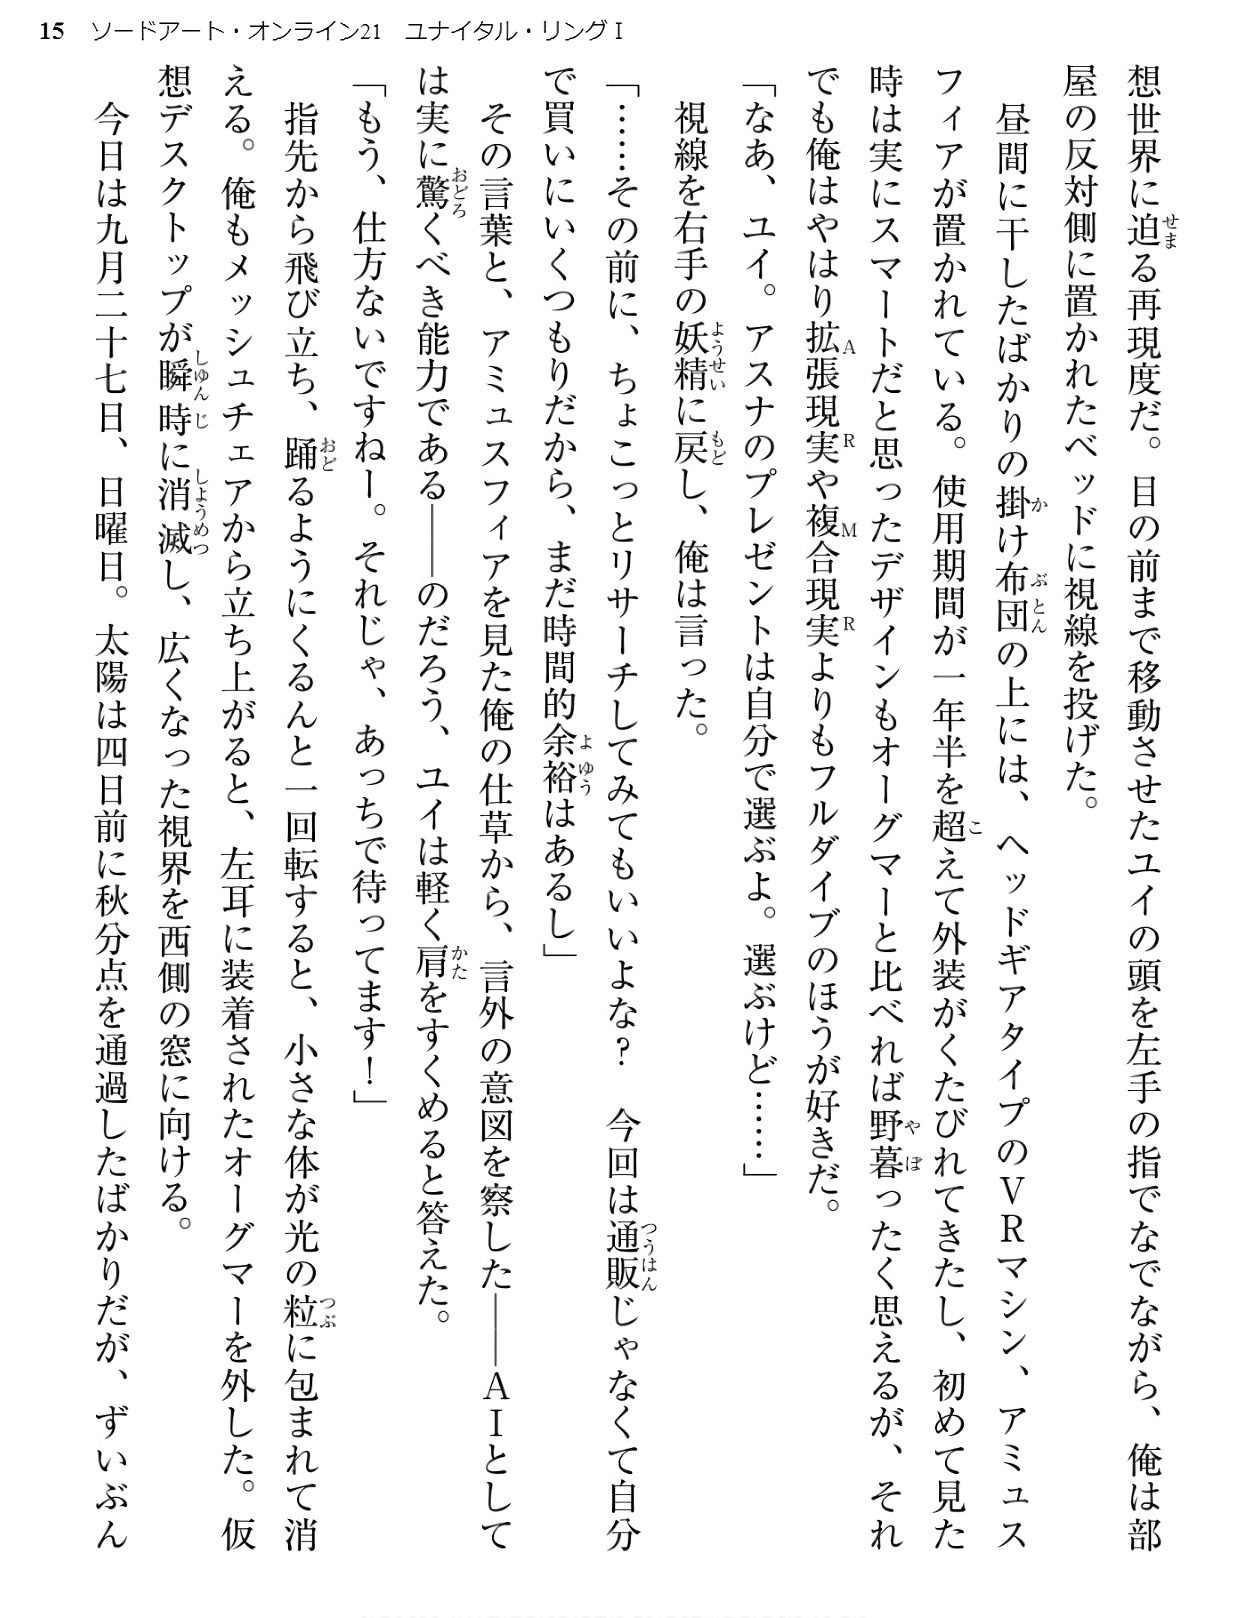 15 ソードアート・オンライン21　ユナイタル・リングⅠ
想世界に迫る再現度だ。目の前まで移動させたユイの頭を左手の指でなでながら、俺は部
屋の反対側に置かれたベッドに視線を投げた。
　昼間に干したばかりの掛け布団の上には、ヘッドギアタイプのＶＲマシン、アミュス
フィアが置かれている。使用期間が一年半を超えて外装がくたびれてきたし、初めて見た
時は実にスマートだと思ったデザインもオーグマーと比べれば野暮ったく思えるが、それ
でも俺はやはり拡張現実や複合現実よりもフルダイブのほうが好きだ。
「なあ、ユイ。アスナのプレゼントは自分で選ぶよ。選ぶけど……」
　視線を右手の妖精に戻し、俺は言った。
「……その前に、ちょこっとリサーチしてみてもいいよな？　今回は通販じゃなくて自分
で買いにいくつもりだから、まだ時間的余裕はあるし」
　その言葉と、アミュスフィアを見た俺の仕草から、言外の意図を察した――ＡＩとして
は実に驚くべき能力である――のだろう、ユイは軽く肩をすくめると答えた。
「もう、仕方ないですねー。それじゃ、あっちで待ってます！」
　指先から飛び立ち、踊るようにくるんと一回転すると、小さな体が光の粒に包まれて消
える。俺もメッシュチェアから立ち上がると、左耳に装着されたオーグマーを外した。仮
想デスクトップが瞬時に消滅し、広くなった視界を西側の窓に向ける。
　今日は九月二十七日、日曜日。太陽は四日前に秋分点を通過したばかりだが、ずいぶん